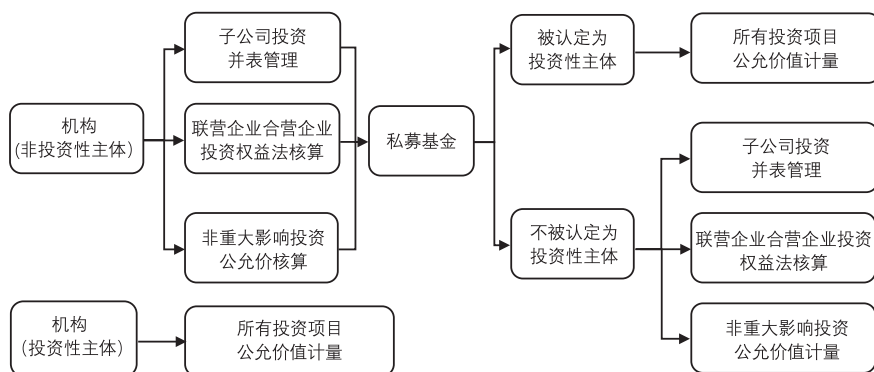 子公司投资
并表管理
机构
(非投资性主体)
联营企业合营企业
投资权益法核算
非重大影响投资
公允价核算
私募基金
被认定为
投资性主体
所有投资项目
公允价值计量
不被认定为
投资性主体
子公司投资
并表管理
联营企业合营企业投资
权益法核算
非重大影响投资
公允价值计量
机构
(投资性主体)
所有投资项目
公允价值计量